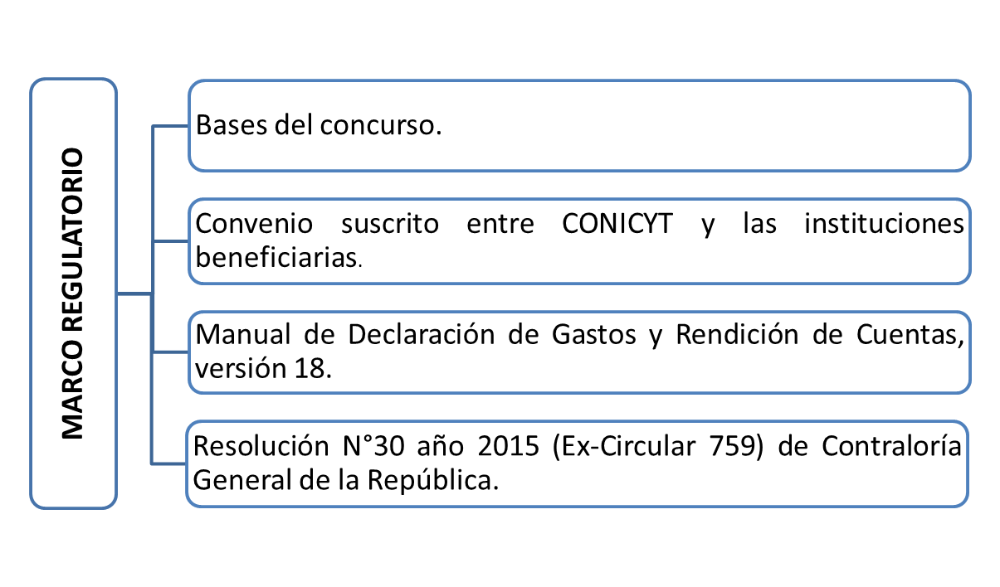 MARCO REGULATORIO
Bases del concurso.
Convenio suscrito entre CONICYT y las instituciones
beneficiarias.
Manual de Declaración de Gastos y Rendición de Cuentas,
versión 18.
Resolución N°30 año 2015 (Ex-Circular 759) de Contraloría
General de la República.